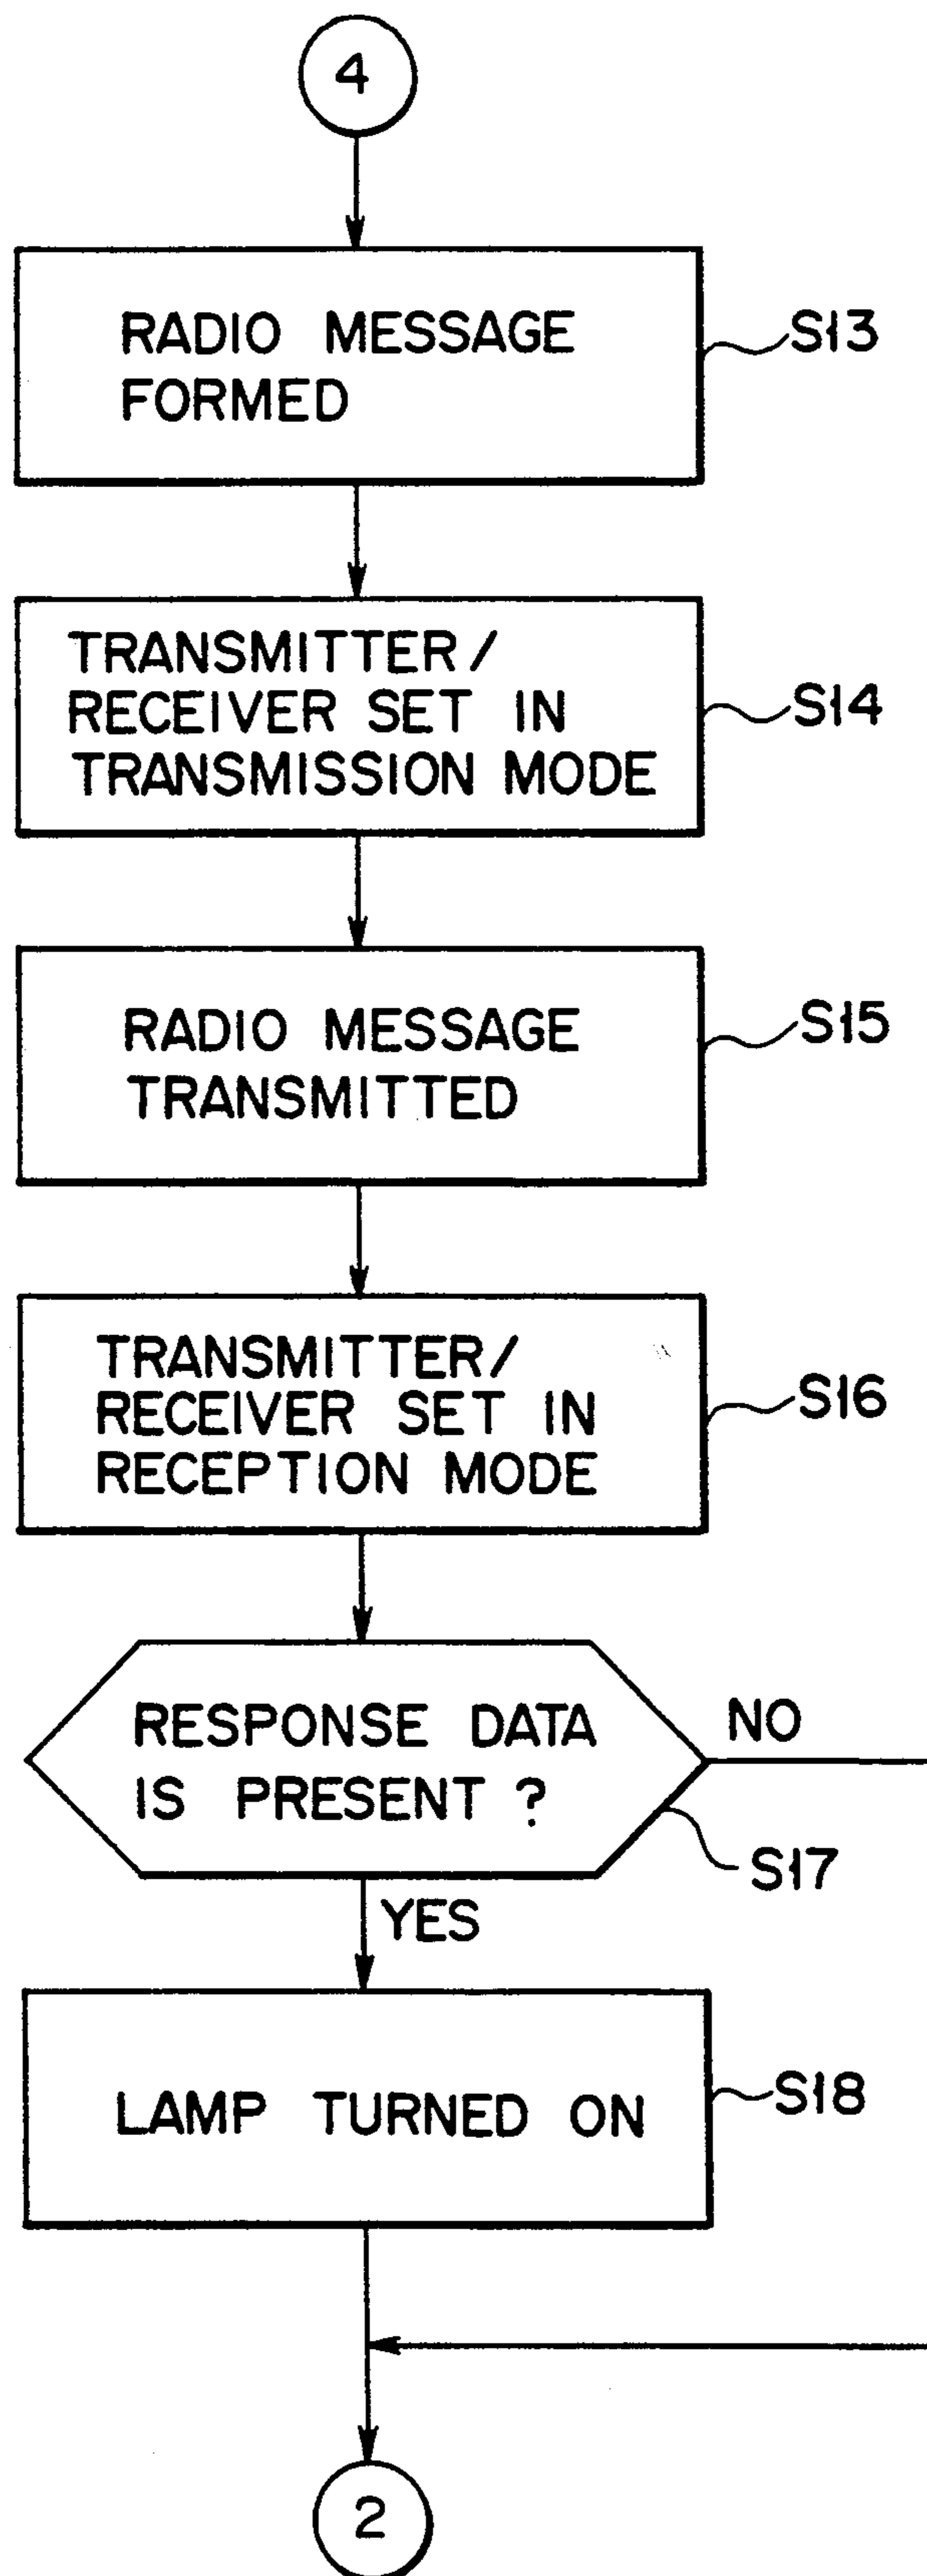 4
RADIO MESSAGE
FORMED
S13
TRANSMITTER/
RECEIVER SET IN
TRANSMISSION MODE
S14
RADIO MESSAGE
TRANSMITTED
S15
TRANSMITTER/
RECEIVER SET IN
RECEPTION MODE
S16
RESPONSE DATA
IS PRESENT ?
NO
S17
YES
LAMP TURNED ON
S18
2